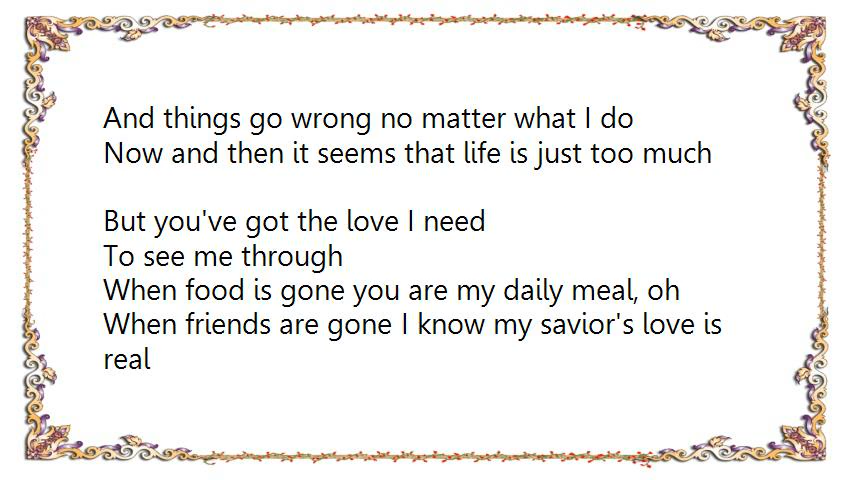 And things go wrong no matter what I do
Now and then it seems that life is just too much
But you've got the love I need
To see me through
When food is gone you are my daily meal, oh
When friends are gone I know my savior's love is
real